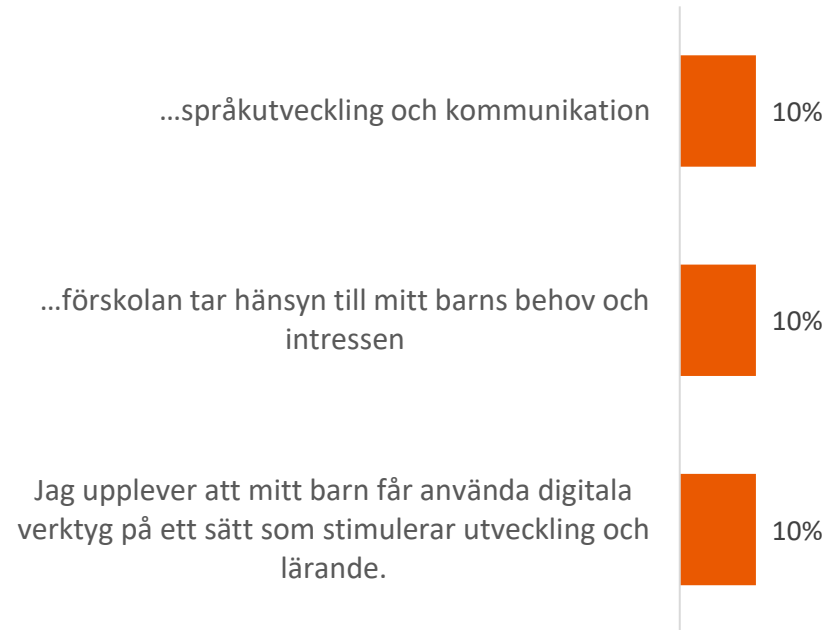 ...språkutveckling och kommunikation
10%
...förskolan tar hänsyn till mitt barns behov och
intressen
10%
Jag upplever att mitt barn får använda digitala
verktyg på ett sätt som stimulerar utveckling och
lärande.
10%